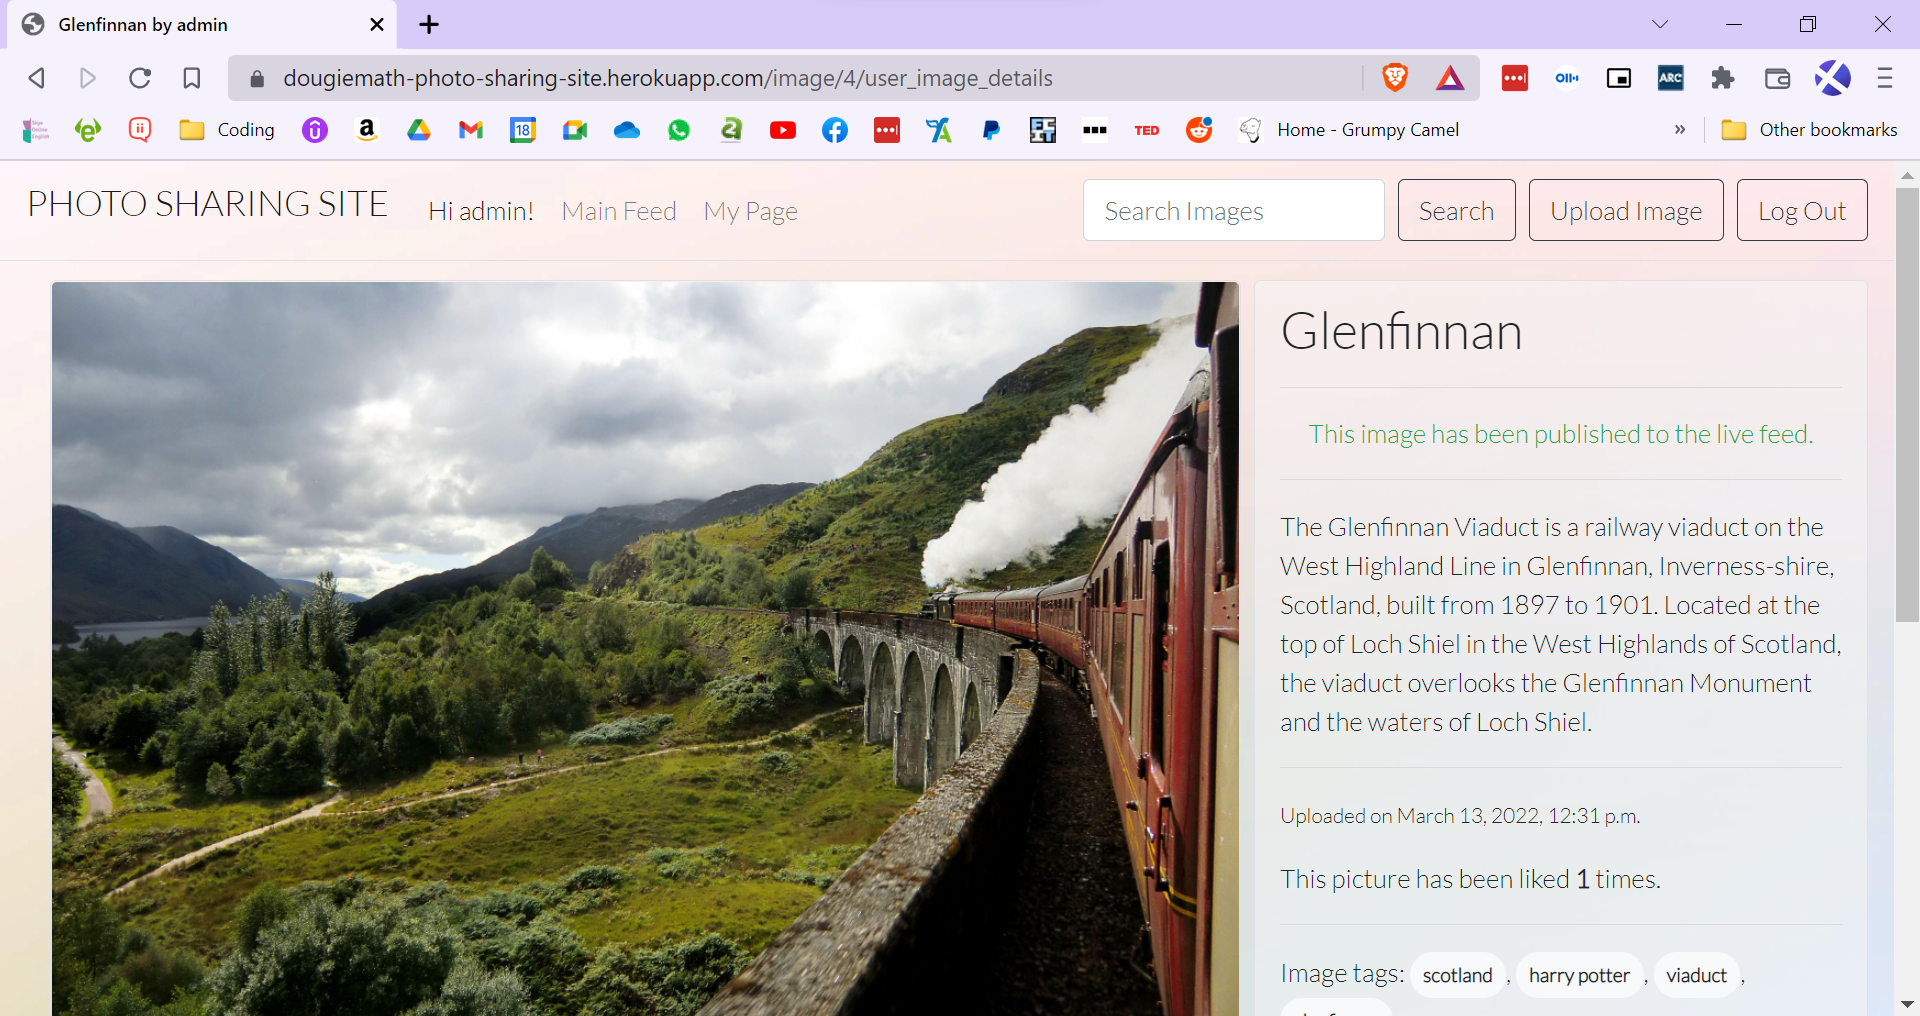 Glenfinnan by admin
dougiemath-photo-sharing-site.herokuapp.com/image/4/user_image_details
ARC
Coding
18
TED
Home - Grumpy Camel
»
Other bookmarks
PHOTO SHARING SITE
Hi admin!
Main Feed
My Page
Search Images
Search
Upload Image
Log Out
Glenfinnan
This image has been published to the live feed.
The Glenfinnan Viaduct is a railway viaduct on the
West Highland Line in Glenfinnan, Inverness-shire,
Scotland, built from 1897 to 1901. Located at the
top of Loch Shiel in the West Highlands of Scotland,
the viaduct overlooks the Glenfinnan Monument
and the waters of Loch Shiel.
Uploaded on March 13, 2022, 12:31 p.m.
This picture has been liked 1 times.
Image tags: scotland , harry potter , viaduct ,